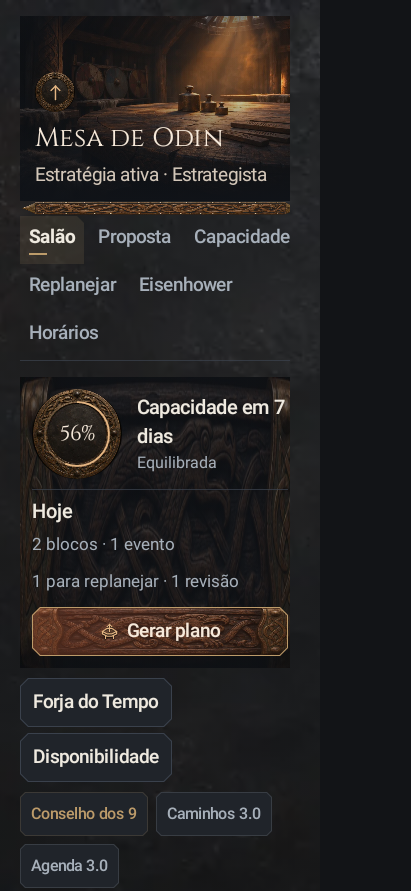 Mesa de Odin
Estratégia ativa · Estrategista
Salão Proposta Capacidade
Replanejar Eisenhower
Horários
56%
Capacidade em 7
dias
Equilibrada
Hoje
2 blocos · 1 evento
1 para replanejar · 1 revisão
Gerar plano
Forja do Tempo
Disponibilidade
Conselho dos 9 Caminhos 3.0
Agenda 3.0